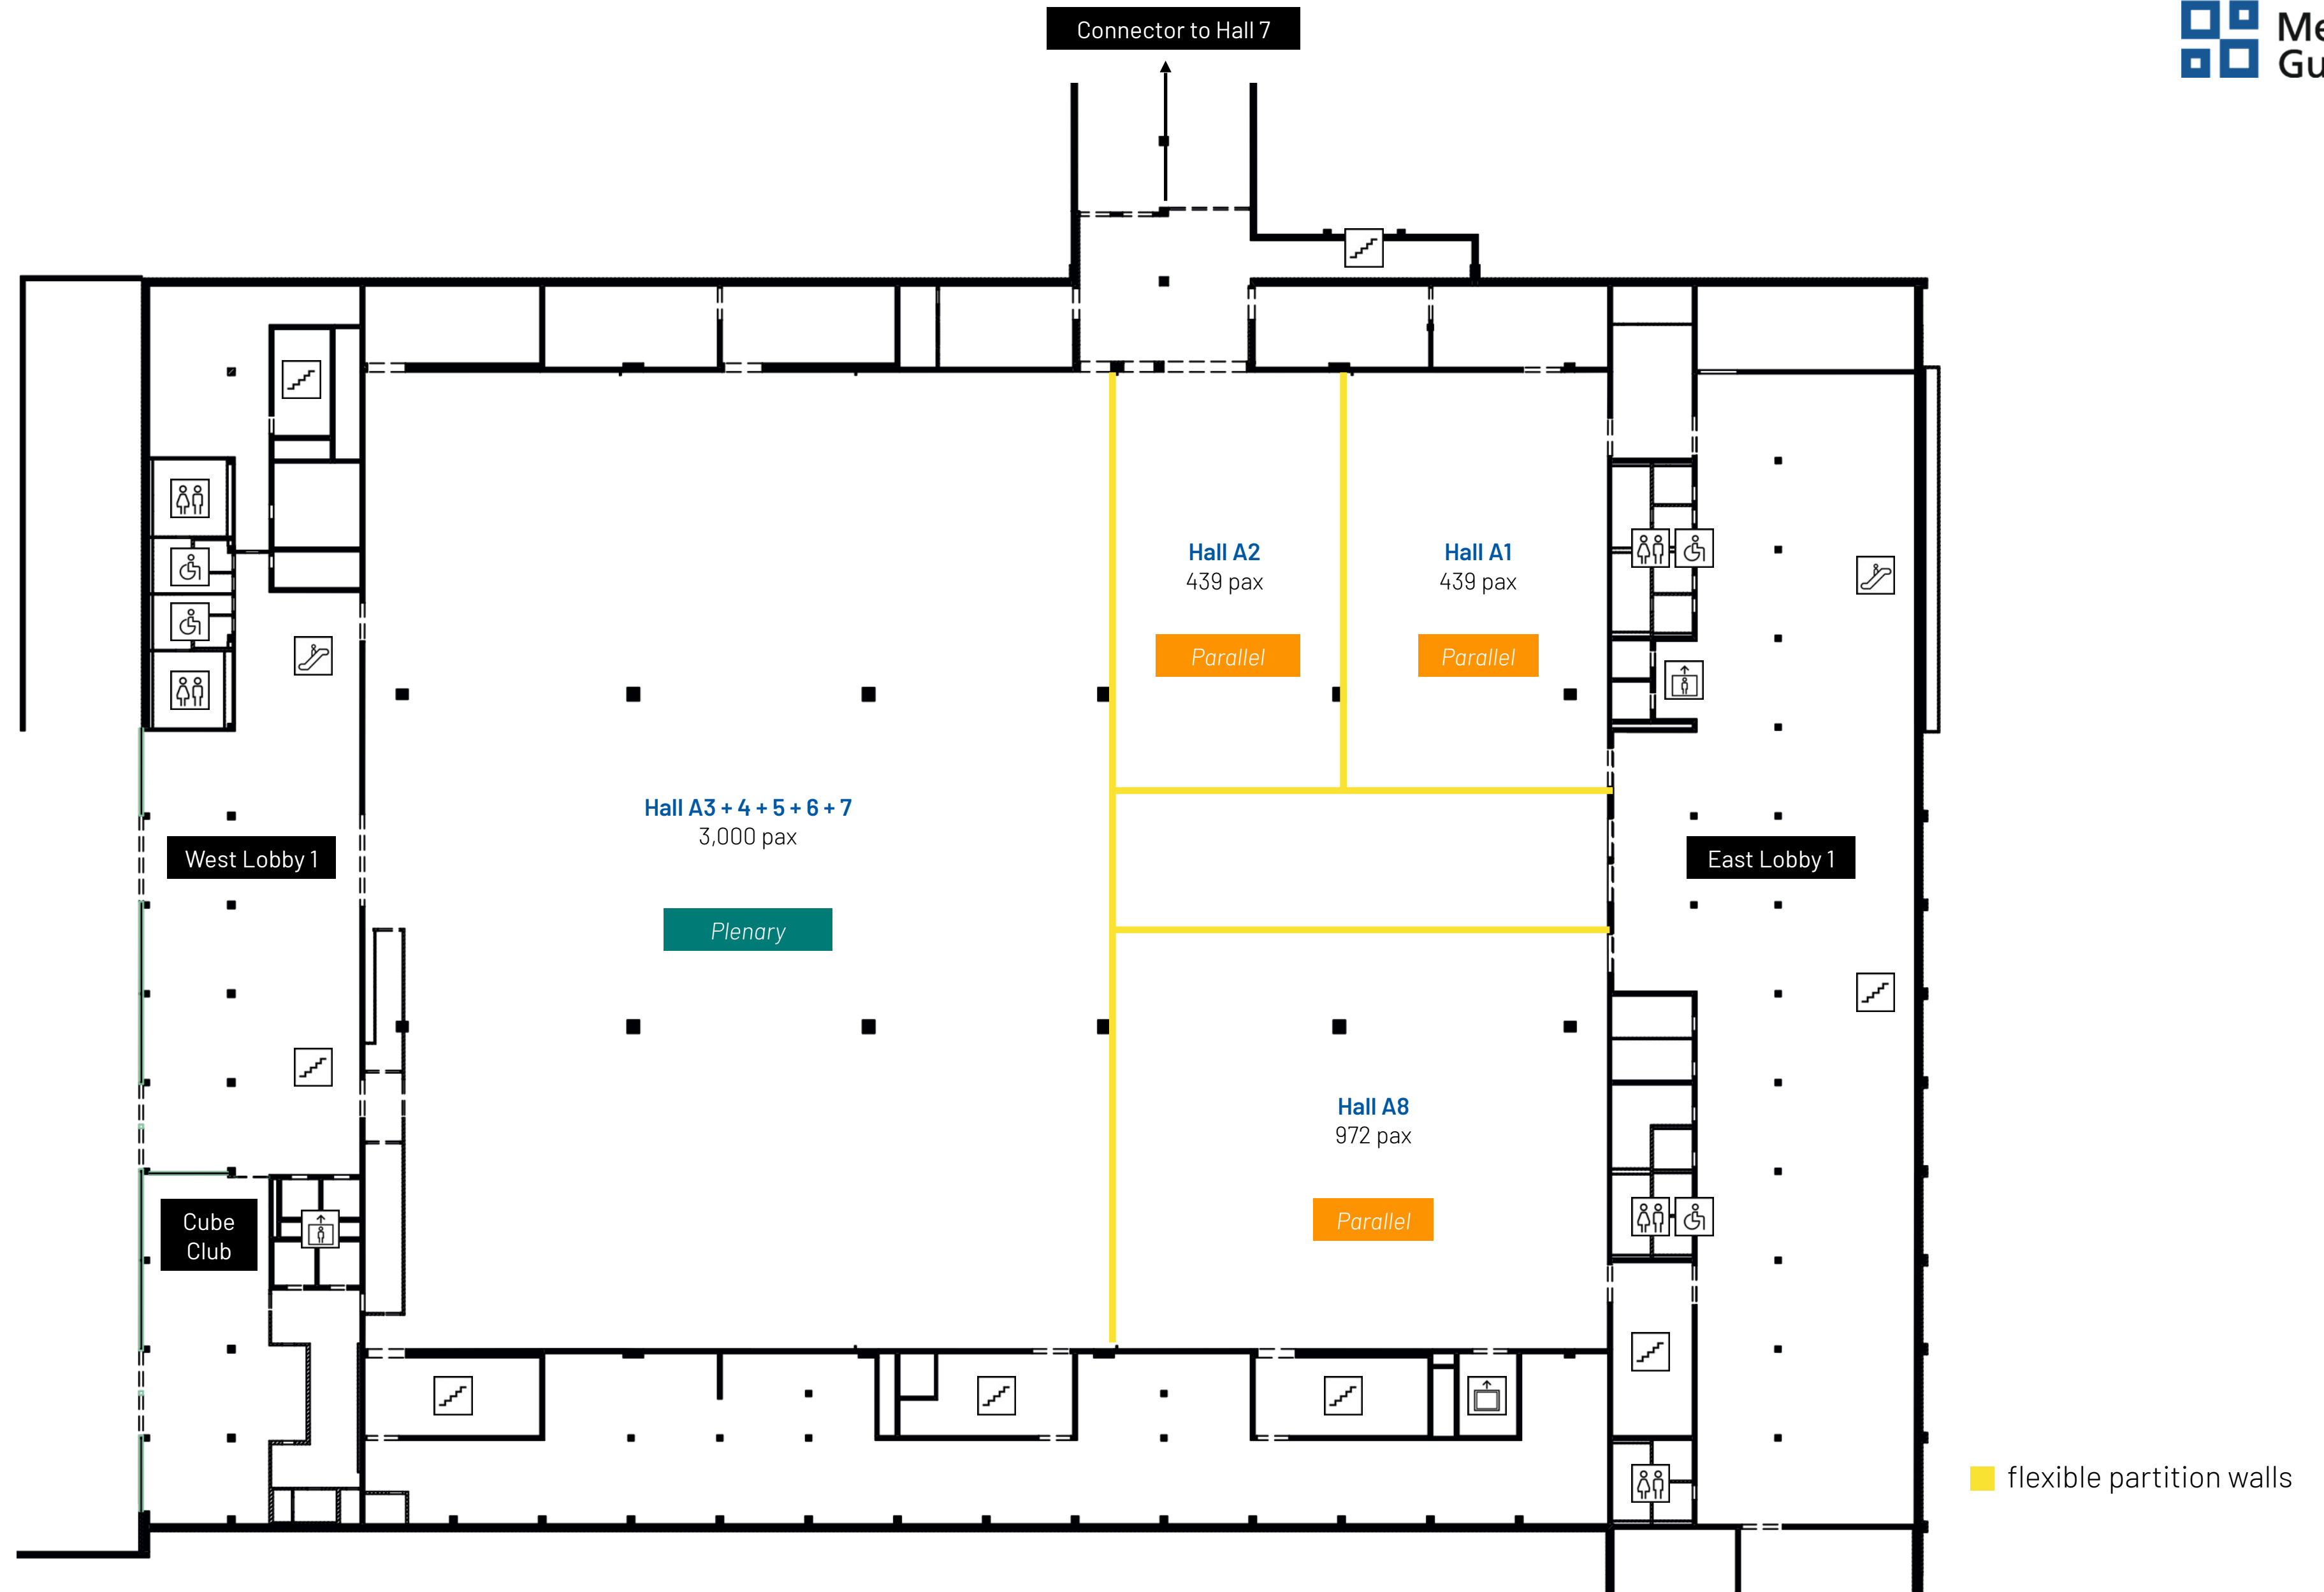 Connector to Hall 7
Hall A2
439 pax
Parallel
Hall A1
439 pax
Parallel
Hall A3 + 4 + 5 + 6 + 7
3,000 pax
Plenary
West Lobby 1
East Lobby 1
Hall A8
972 pax
Parallel
Cube
Club
flexible partition walls